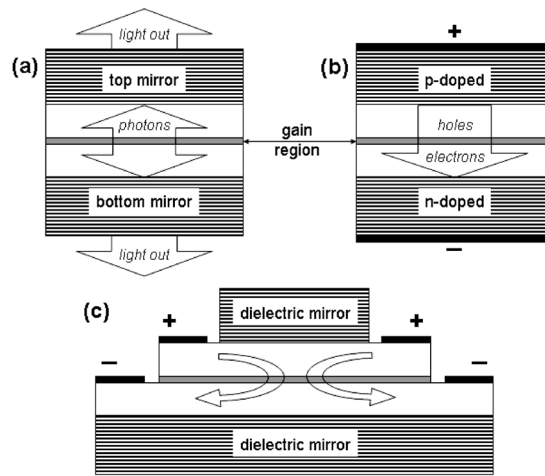 light out
(a)
top mirror
photons
bottom mirror
light out
gain
region
+
(b)
p-doped
holes
electrons
n-doped
–
(c)
dielectric mirror
+
+
–
–
dielectric mirror